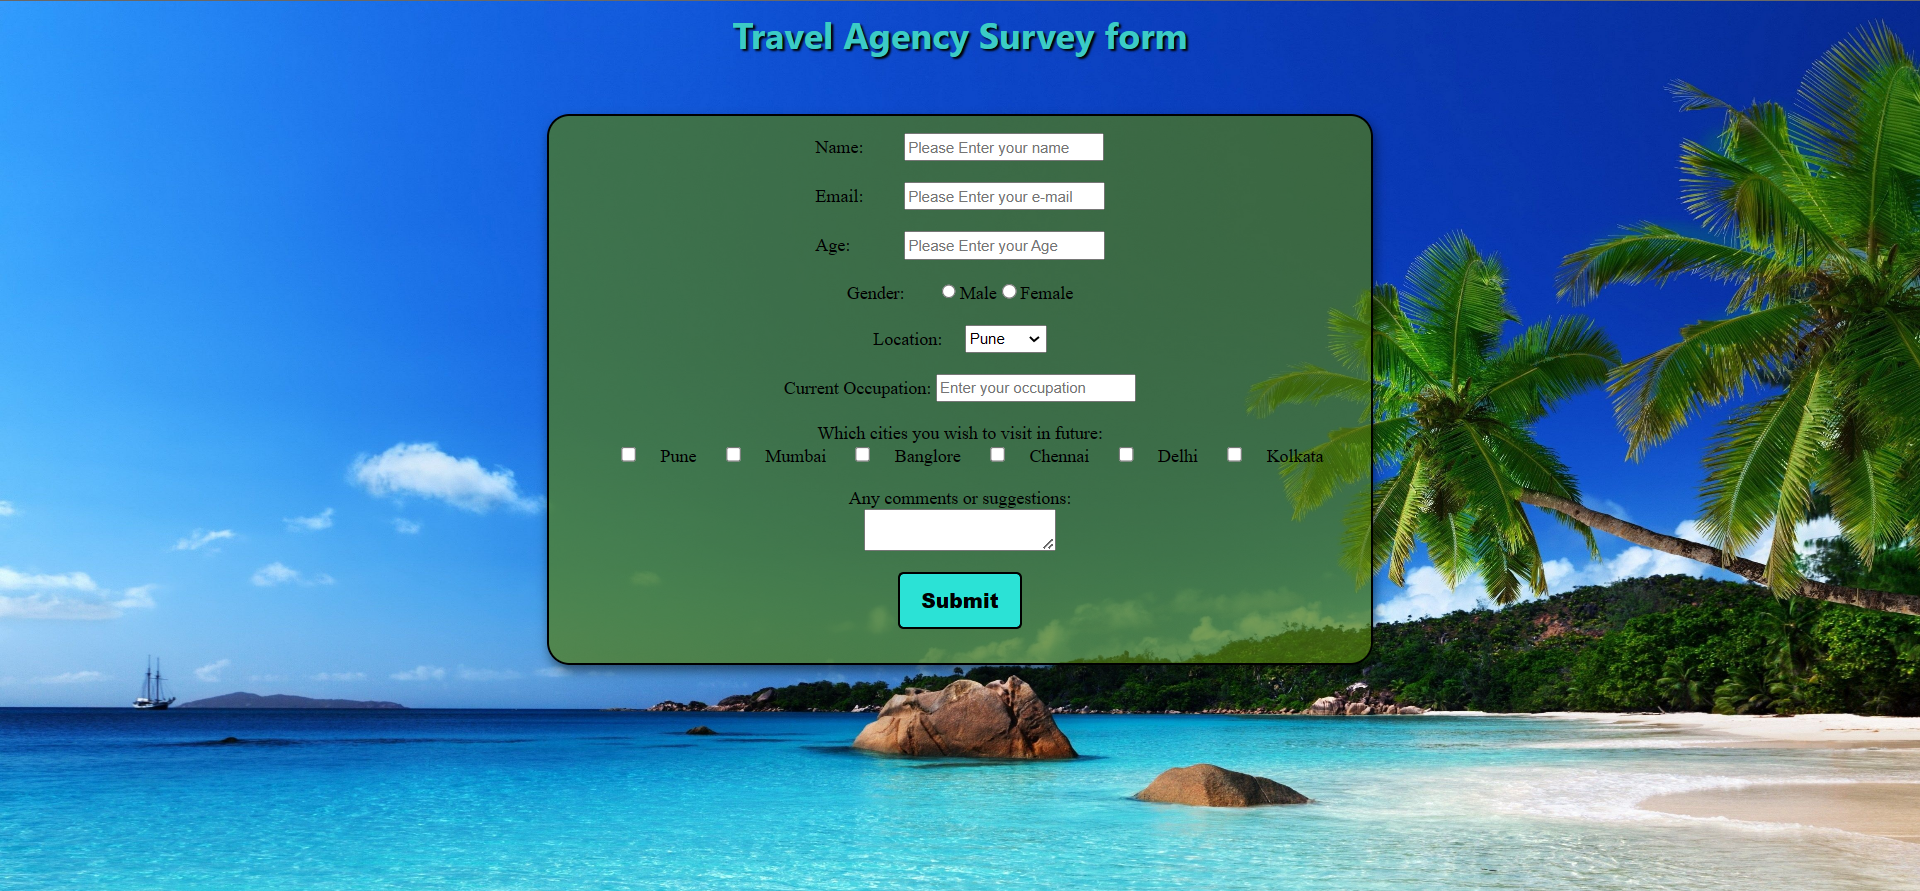 Travel Agency Survey form
Name: Please Enter your name
Email: Please Enter your e-mail
Age: Please Enter your Age
Gender: Male Female
Location: Pune
Current Occupation: Enter your occupation
Which cities you wish to visit in future:
Pune Mumbai Banglore Chennai Delhi Kolkata
Any comments or suggestions:
Submit